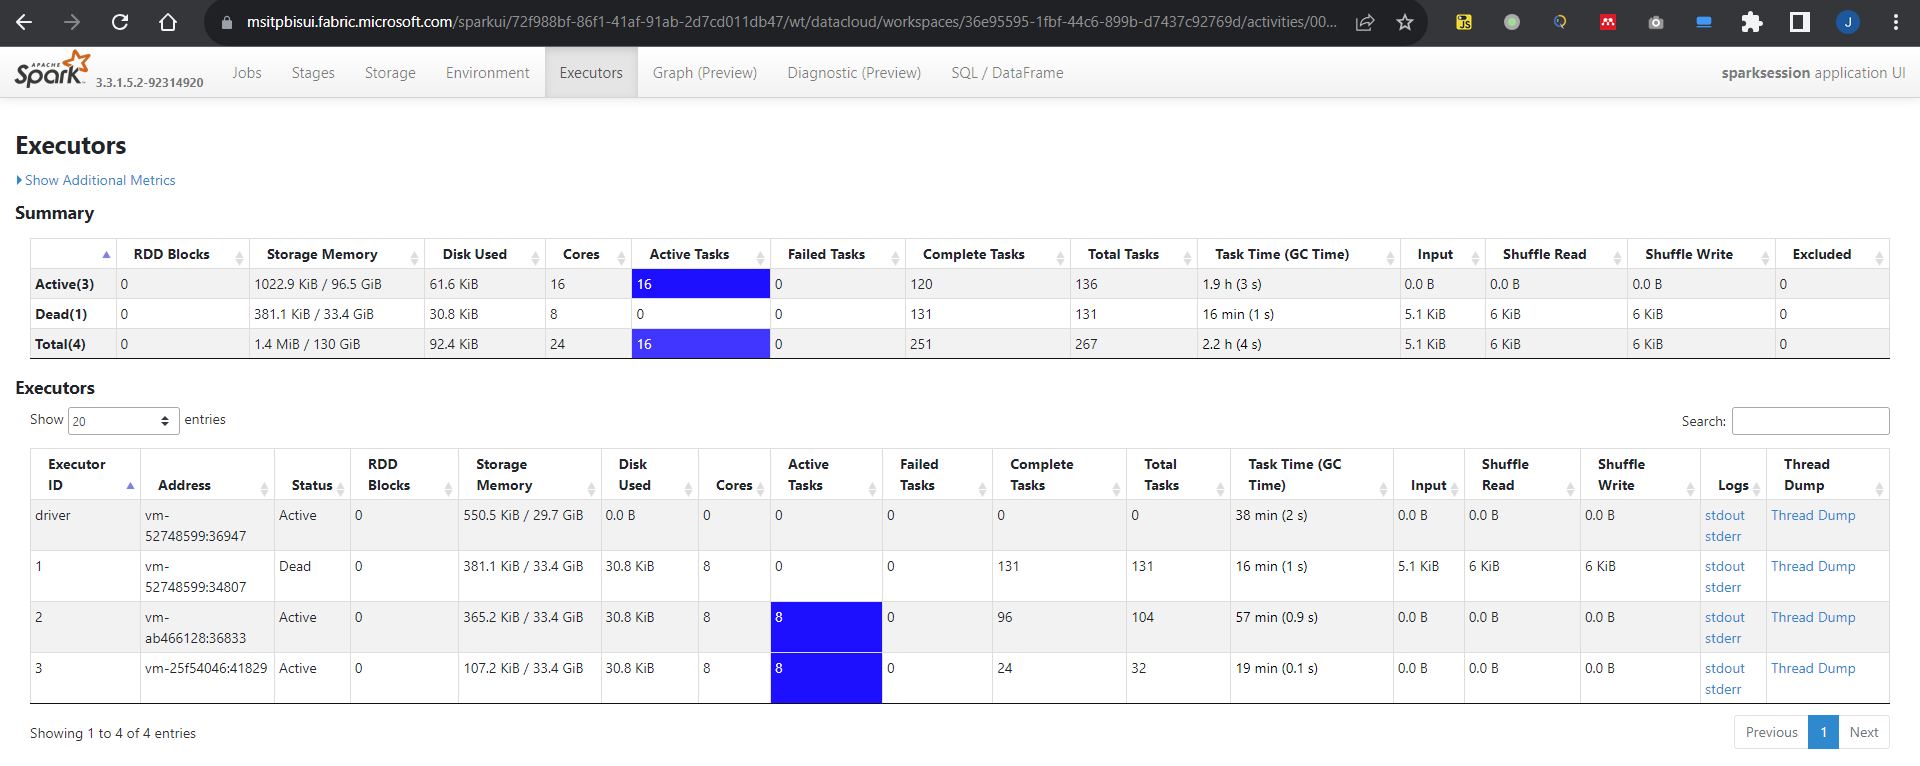 msitpbisui.fabric.microsoft.com/sparkui/72f988bf-86f1-41af-91ab-2d7cd011db47/wt/datacloud/workspaces/36e95595-1fbf-44c6-899b-d7437c92769d/activities/00...
JS
J
APACHE
Spark 3.3.1.5.2-92314920 Jobs Stages Storage Environment Executors Graph (Preview) Diagnostic (Preview) SQL / DataFrame sparksession application UI
Executors
Show Additional Metrics
Summary
RDD Blocks Storage Memory Disk Used Cores Active Tasks Failed Tasks Complete Tasks Total Tasks Task Time (GC Time) Input Shuffle Read Shuffle Write Excluded
Active(3) 0 1022.9 KiB / 96.5 GiB 61.6 KiB 16 16 0 120 136 1.9 h (3 s) 0.0 B 0.0 B 0.0 B 0
Dead(1) 0 381.1 KiB / 33.4 GiB 30.8 KiB 8 0 0 131 131 16 min (1 s) 5.1 KiB 6 KiB 6 KiB 0
Total(4) 0 1.4 MiB / 130 GiB 92.4 KiB 24 16 0 251 267 2.2 h (4 s) 5.1 KiB 6 KiB 6 KiB 0
Executors
Show 20 entries Search:
Executor ID Address Status RDD Blocks Storage Memory Disk Used Cores Active Tasks Failed Tasks Complete Tasks Total Tasks Task Time (GC Time) Input Shuffle Read Shuffle Write Logs Thread Dump
driver vm- Active 0 550.5 KiB / 29.7 GiB 0.0 B 0 0 0 0 0 38 min (2 s) 0.0 B 0.0 B 0.0 B stdout Thread Dump
52748599:36947 stderr
1 vm- Dead 0 381.1 KiB / 33.4 GiB 30.8 KiB 8 0 0 131 131 16 min (1 s) 5.1 KiB 6 KiB 6 KiB stdout Thread Dump
52748599:34807 stderr
2 vm- Active 0 365.2 KiB / 33.4 GiB 30.8 KiB 8 8 0 96 104 57 min (0.9 s) 0.0 B 0.0 B 0.0 B stdout Thread Dump
ab466128:36833 stderr
3 vm-25f54046:41829 Active 0 107.2 KiB / 33.4 GiB 30.8 KiB 8 8 0 24 32 19 min (0.1 s) 0.0 B 0.0 B 0.0 B stdout Thread Dump
stderr
Showing 1 to 4 of 4 entries Previous 1 Next